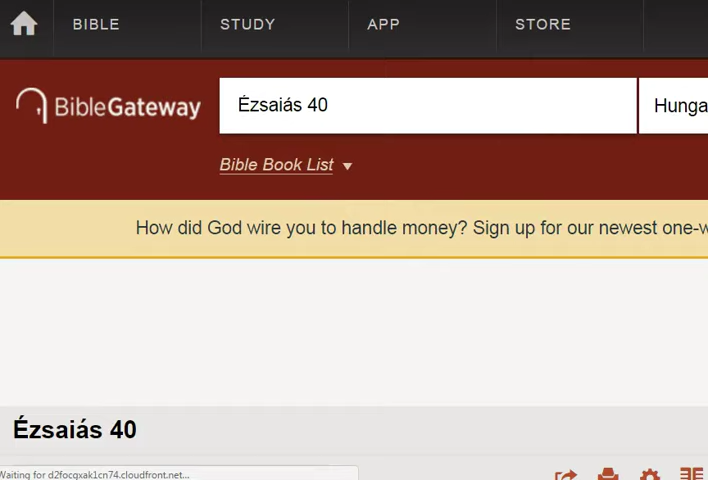 BIBLE STUDY APP STORE
BibleGateway Ézsaiás 40 Hunga
Bible Book List
How did God wire you to handle money? Sign up for our newest one-w
Ézsaiás 40
Waiting for d2focqxak1cn74.cloudfront.net...